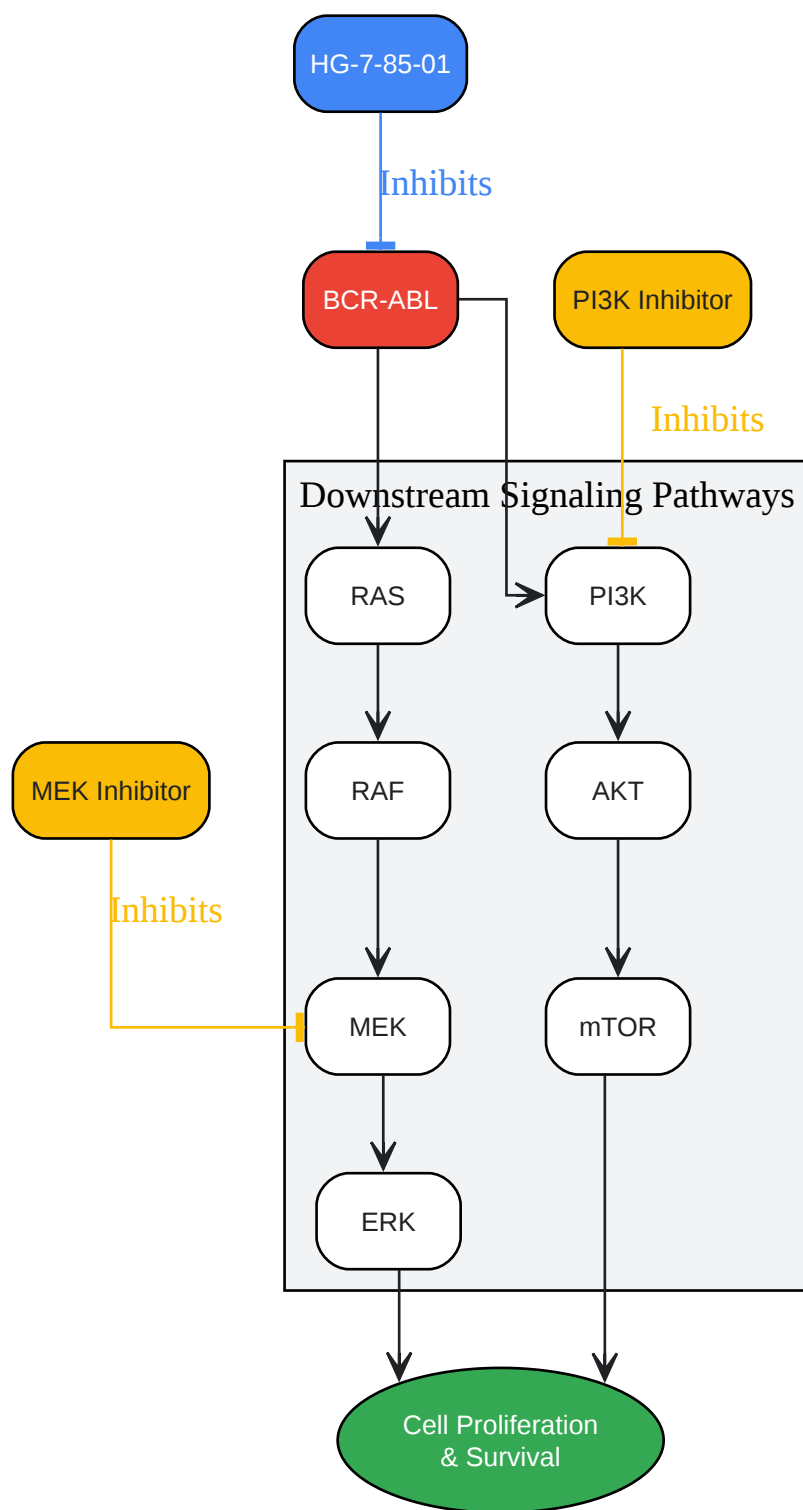 HG-7-85-01
Inhibits
BCR-ABL
PI3K Inhibitor
Inhibits
Downstream Signaling Pathways
RAS
PI3K
MEK Inhibitor
RAF
AKT
Inhibits
MEK
mTOR
ERK
Cell Proliferation
& Survival